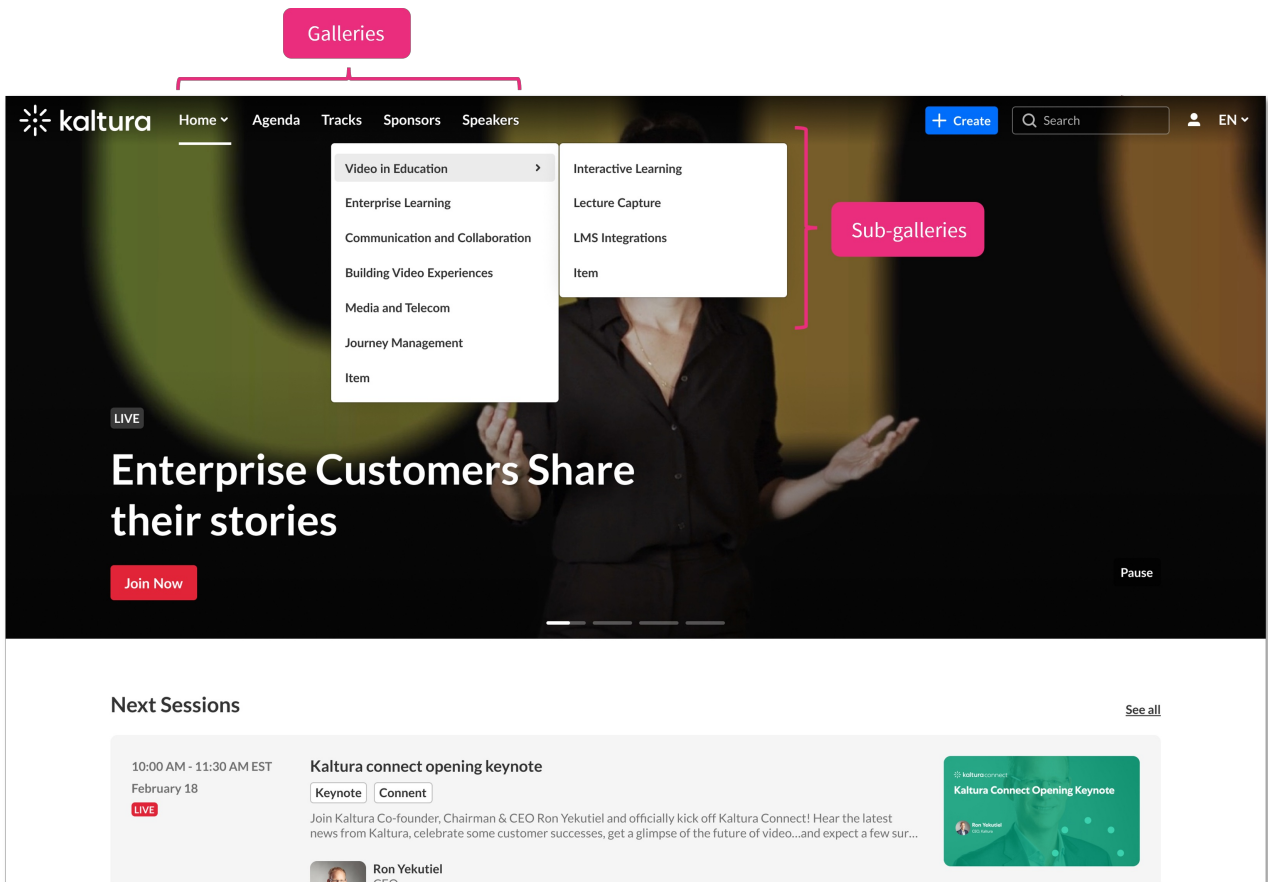 Galleries
kaltura
Home Agenda Tracks Sponsors Speakers
Create
Search
EN
Video in Education
Enterprise Learning
Communication and Collaboration
Building Video Experiences
Media and Telecom
Journey Management
Item
Interactive Learning
Lecture Capture
LMS Integrations
Item
Sub-galleries
LIVE
Enterprise Customers Share
their stories
Join Now
Pause
Next Sessions
See all
10:00 AM - 11:30 AM EST
February 18
LIVE
Kaltura connect opening keynote
Keynote Connent
Join Kaltura Co-founder, Chairman & CEO Ron Yekutiel and officially kick off Kaltura Connect! Hear the latest
news from Kaltura, celebrate some customer successes, get a glimpse of the future of video...and expect a few sur...
Ron Yekutiel
CEO
kaltura connect
Kaltura Connect Opening Keynote
Ron Yekutiel